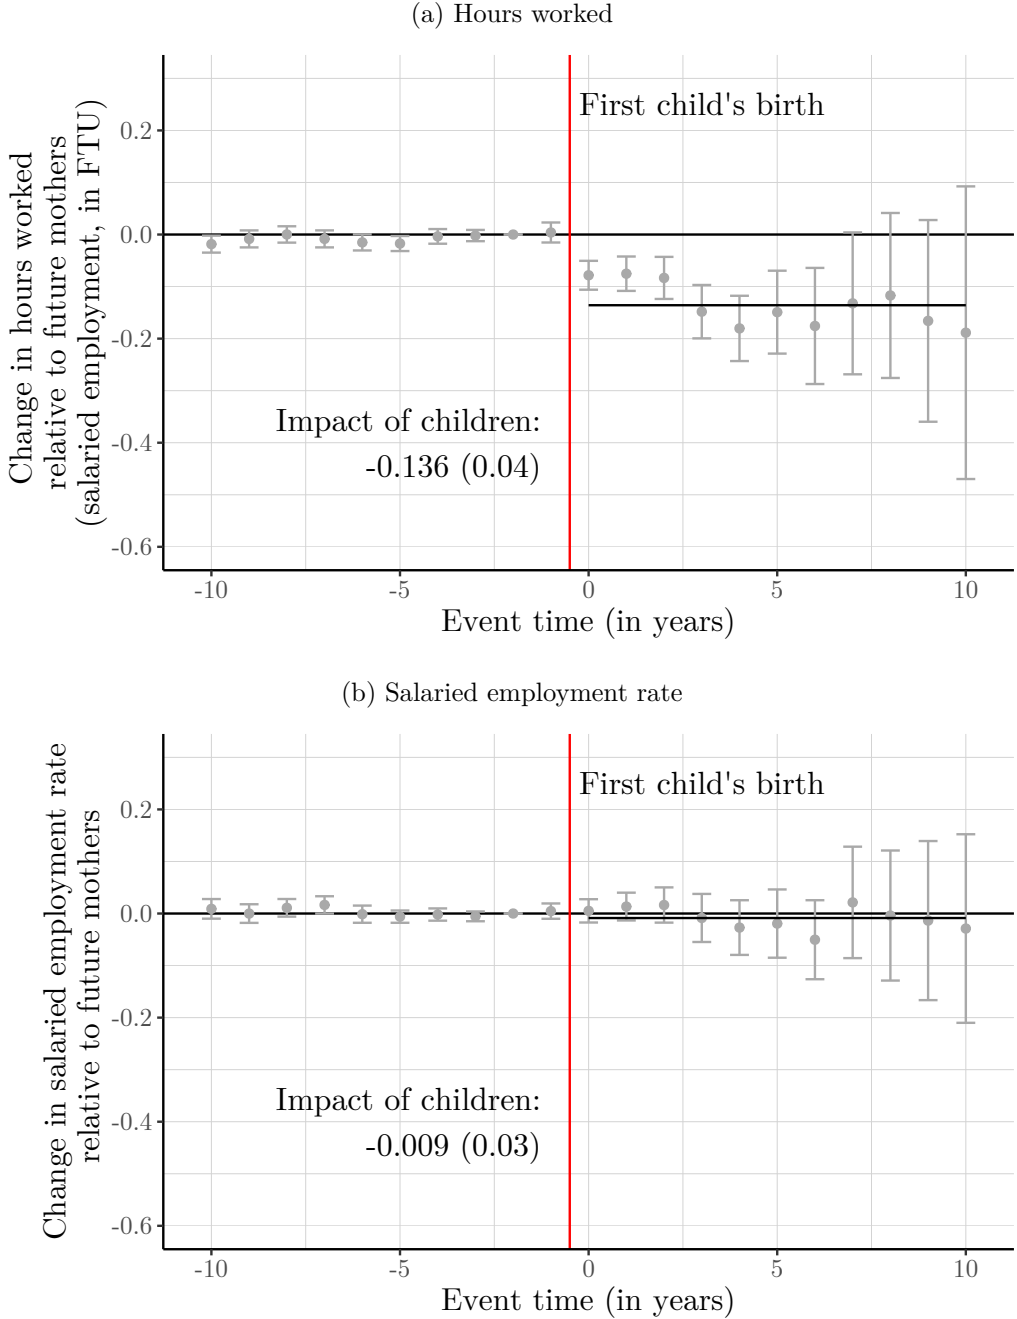 (a) Hours worked
Change in hours worked
relative to future mothers
(salaried employment, in FTU)
0.2
0.0
-0.2
-0.4
-0.6
First child's birth
Impact of children:
-0.136 (0.04)
-10
-5
0
5
10
Event time (in years)
(b) Salaried employment rate
Change in salaried employment rate
relative to future mothers
0.2
0.0
-0.2
-0.4
-0.6
First child's birth
Impact of children:
-0.009 (0.03)
-10
-5
0
5
10
Event time (in years)